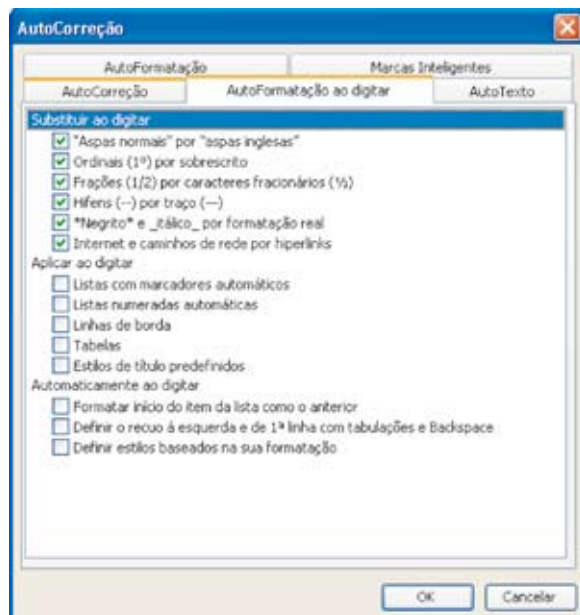 AutoCorreção
AutoFormatação
Marcas Inteligentes
AutoCorreção
AutoFormatação ao digitar
AutoTexto
Substituir ao digitar
"Aspas normais" por “aspas inglesas”
Ordinais (1º) por sobrescrito
Frações (1/2) por caracteres fracionários (½)
Hifens (--) por traço (—)
*Negrito* e _itálico_ por formatação real
Internet e caminhos de rede por hiperlinks
Aplicar ao digitar
Listas com marcadores automáticos
Listas numeradas automáticas
Linhas de borda
Tabelas
Estilos de título predefinidos
Automaticamente ao digitar
Formatar início do item da lista como o anterior
Definir o recuo à esquerda e de 1ª linha com tabulações e Backspace
Definir estilos baseados na sua formatação
OK
Cancelar